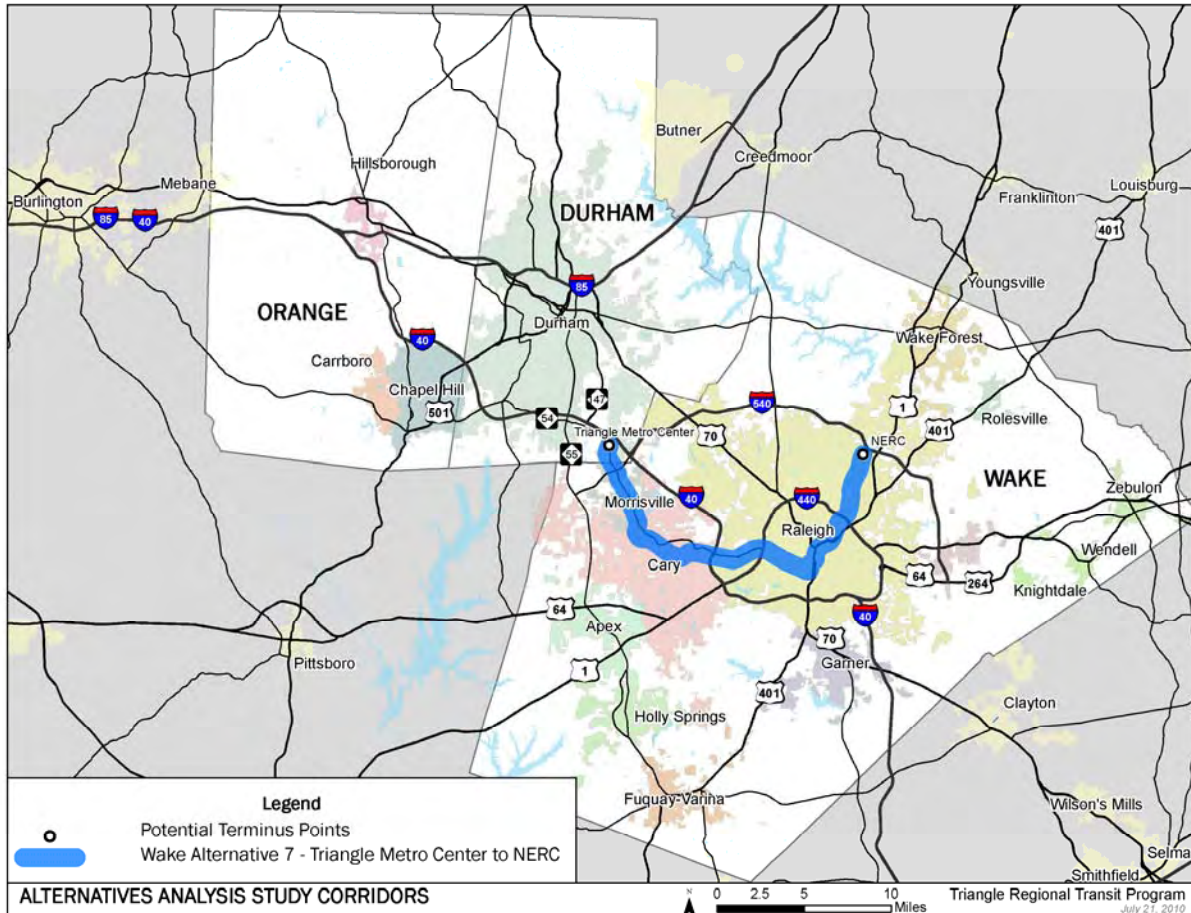 Butner
Creedmoor
Hillsborough
Mebane
Burlington
85
40
Franklinton
Louisburg
401
DURHAM
85
Youngsville
ORANGE
Durham
40
Wake Forest
Carrboro
Chapel Hill
501
47
54
540
1
Rolesville
70
401
Triangle Metro Center
NERC
55
WAKE
Morrisville
40
440
Zebulon
Raleigh
Cary
Wendell
64
264
Knightdale
64
Apex
40
70
Pittsboro
Garner
1
401
Clayton
Holly Springs
Fuquay-Varina
Wilson's Mills
Selma
Smithfield
Legend
Potential Terminus Points
Wake Alternative 7 - Triangle Metro Center to NERC
ALTERNATIVES ANALYSIS STUDY CORRIDORS
N
0 2.5 5 10
Miles
Triangle Regional Transit Program
July 21, 2010